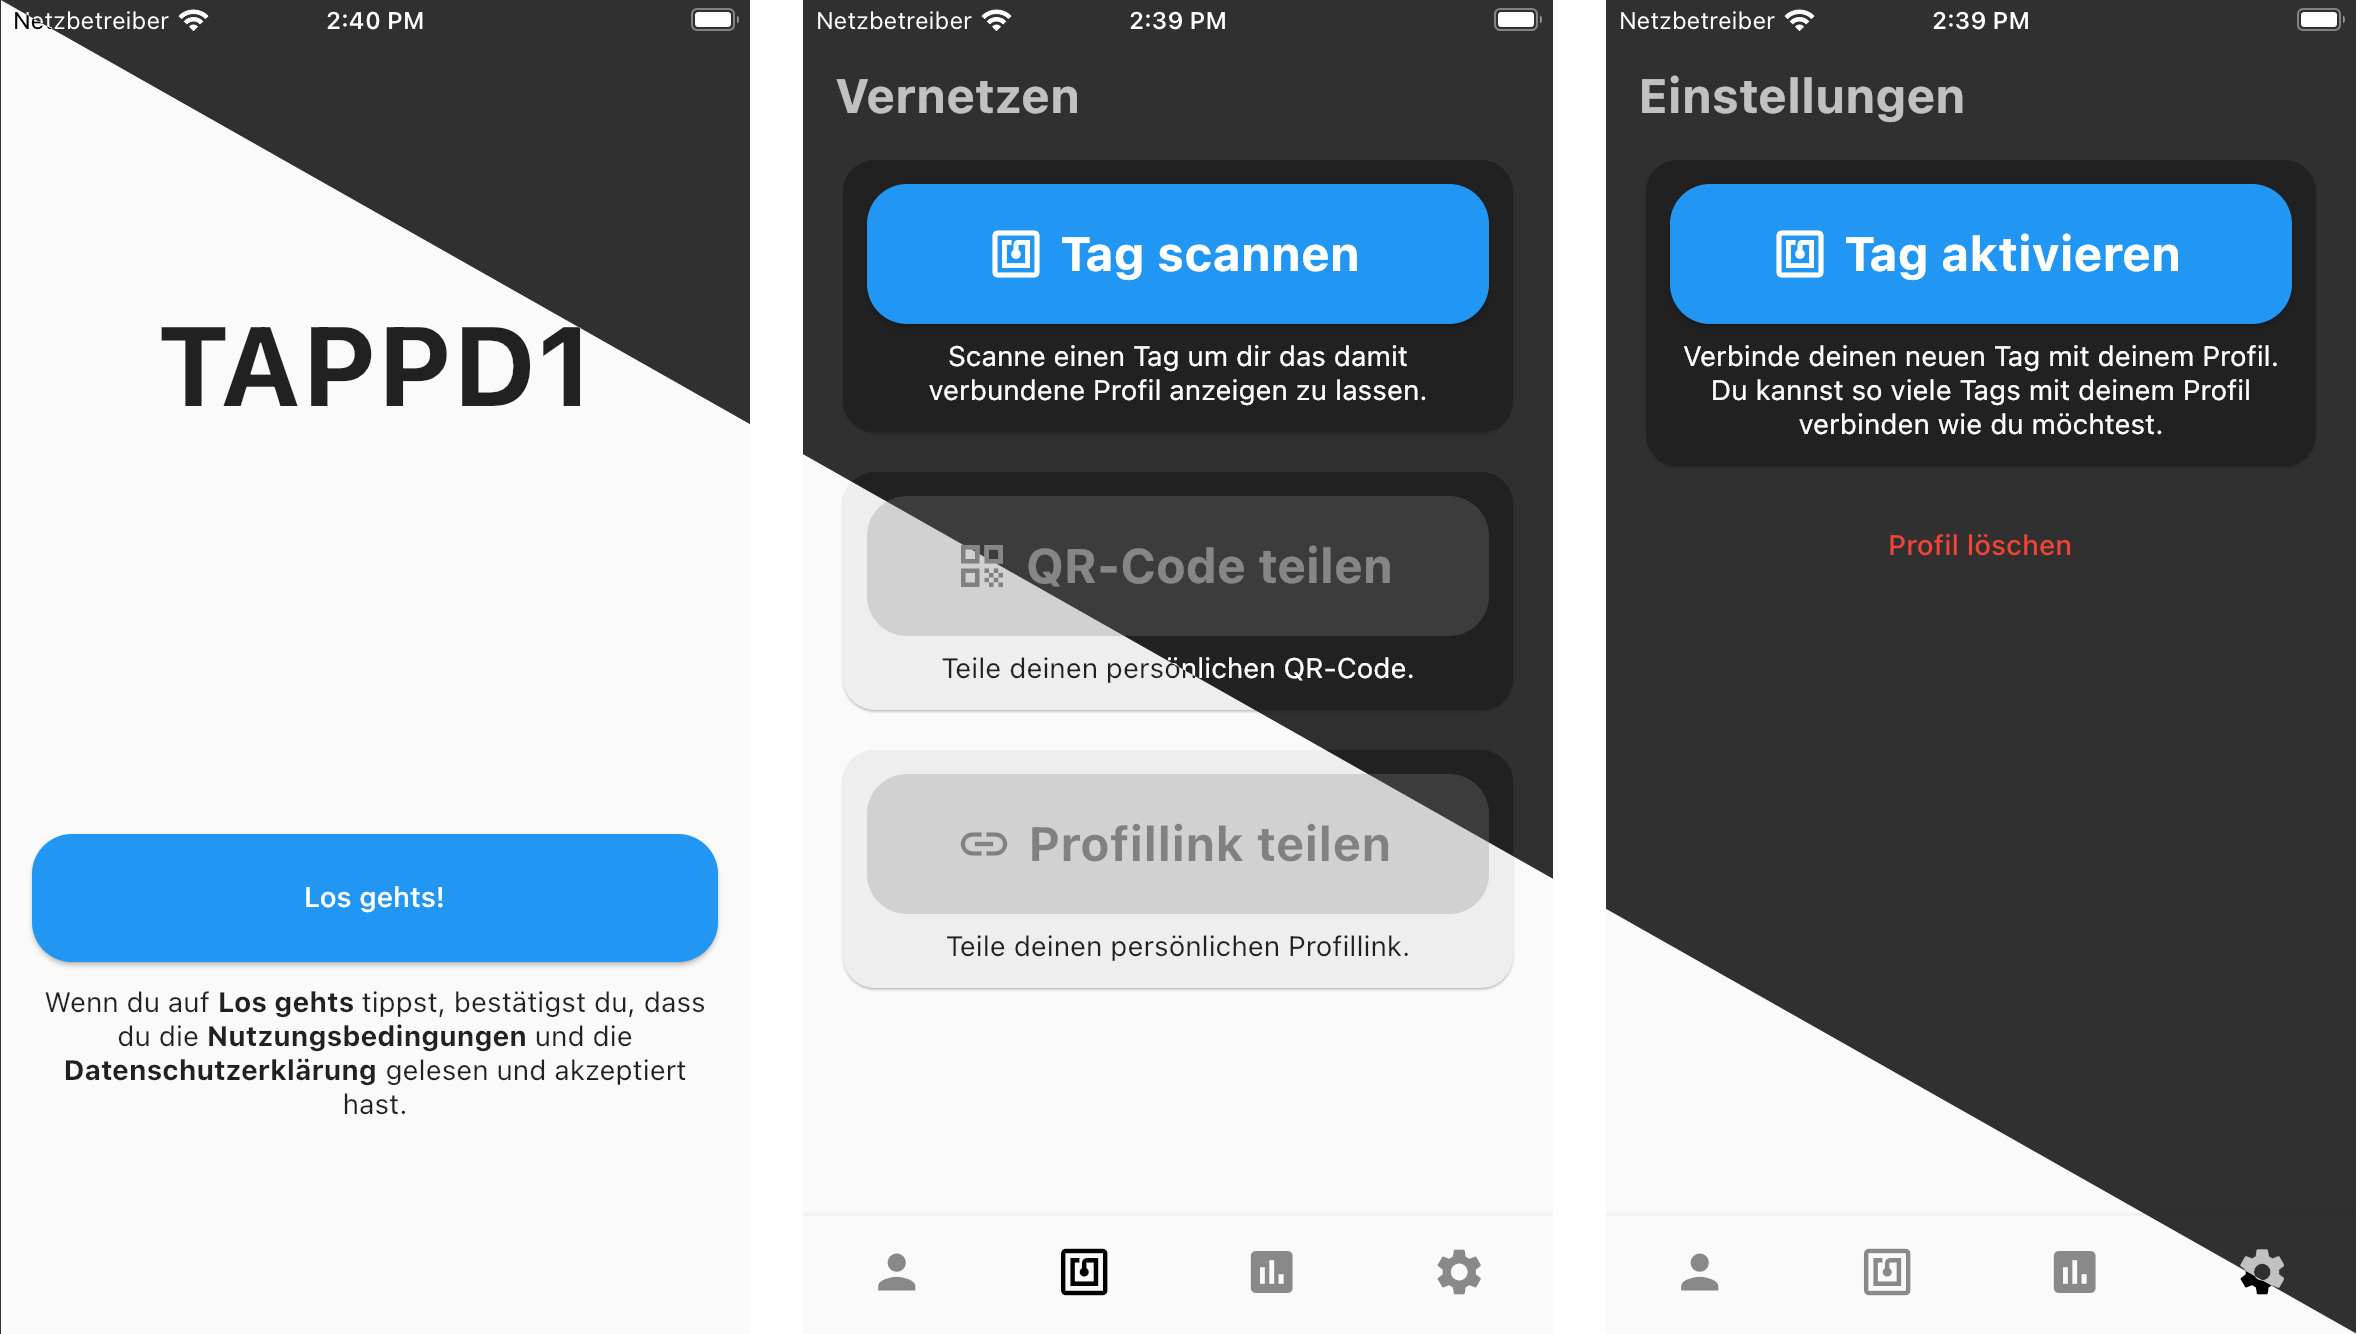 Netzbetreiber 2:40 PM
TAPPD1
Los gehts!
Wenn du auf Los gehts tippst, bestätigst du, dass
du die Nutzungsbedingungen und die
Datenschutzerklärung gelesen und akzeptiert
hast.
Netzbetreiber 2:39 PM
Vernetzen
Tag scannen
Scanne einen Tag um dir das damit
verbundene Profil anzeigen zu lassen.
QR-Code teilen
Teile deinen persönlichen QR-Code.
Profillink teilen
Teile deinen persönlichen Profillink.
Netzbetreiber 2:39 PM
Einstellungen
Tag aktivieren
Verbinde deinen neuen Tag mit deinem Profil.
Du kannst so viele Tags mit deinem Profil
verbinden wie du möchtest.
Profil löschen